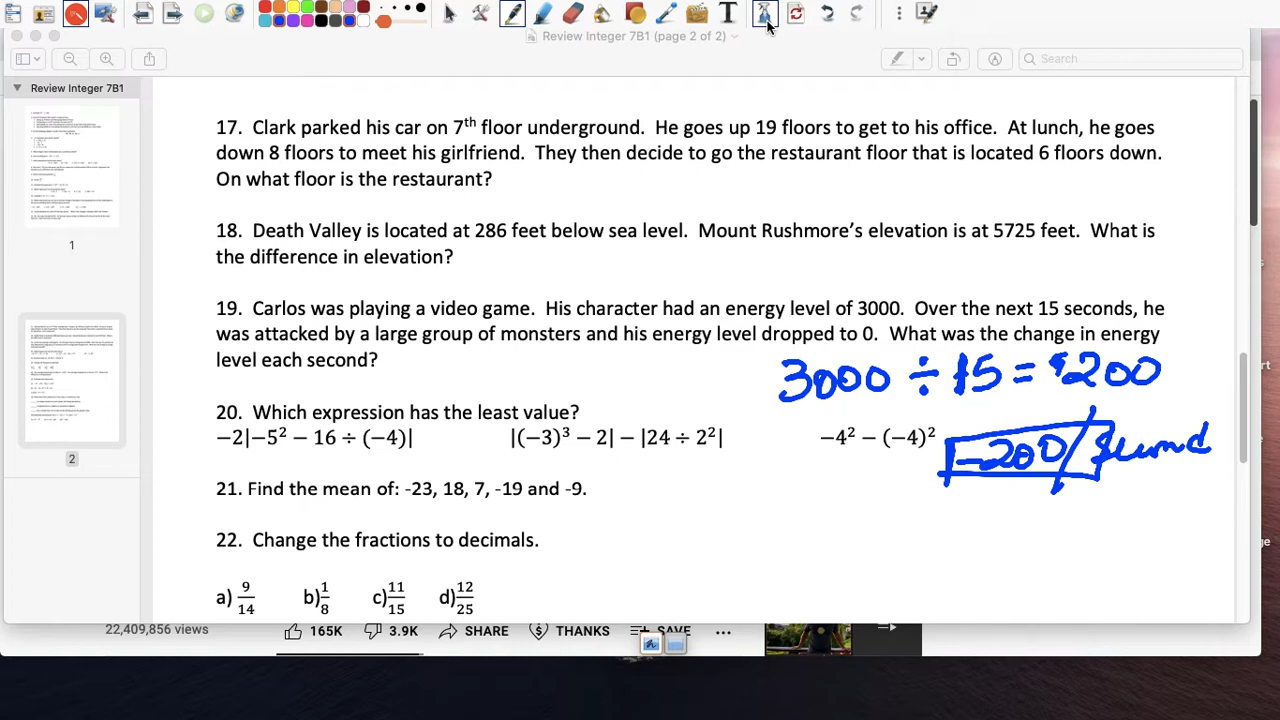 Review Integer 7B1 (page 2 of 2)
Search
Review Integer 7B1
1
2
17. Clark parked his car on 7th floor underground. He goes up 19 floors to get to his office. At lunch, he goes
down 8 floors to meet his girlfriend. They then decide to go to a restaurant floor that is located 6 floors down.
On what floor is the restaurant?
18. Death Valley is located at 286 feet below sea level. Mount Rushmore’s elevation is at 5725 feet. What is
the difference in elevation?
19. Carlos was playing a video game. His character had an energy level of 3000. Over the next 15 seconds, he
was attacked by a large group of monsters and his energy level dropped to 0. What was the change in energy
level each second?
3000 ÷ 15 = $200
20. Which expression has the least value?
−2|−5² − 16 ÷ (−4)| |(−3)³ − 2| − |24 ÷ 2²| −4² − (−4)²
-200/second
21. Find the mean of: -23, 18, 7, -19 and -9.
22. Change the fractions to decimals.
a) 9/14 b) 1/8 c) 11/15 d) 12/25
22,409,856 views 165K 3.9K SHARE THANKS SAVE